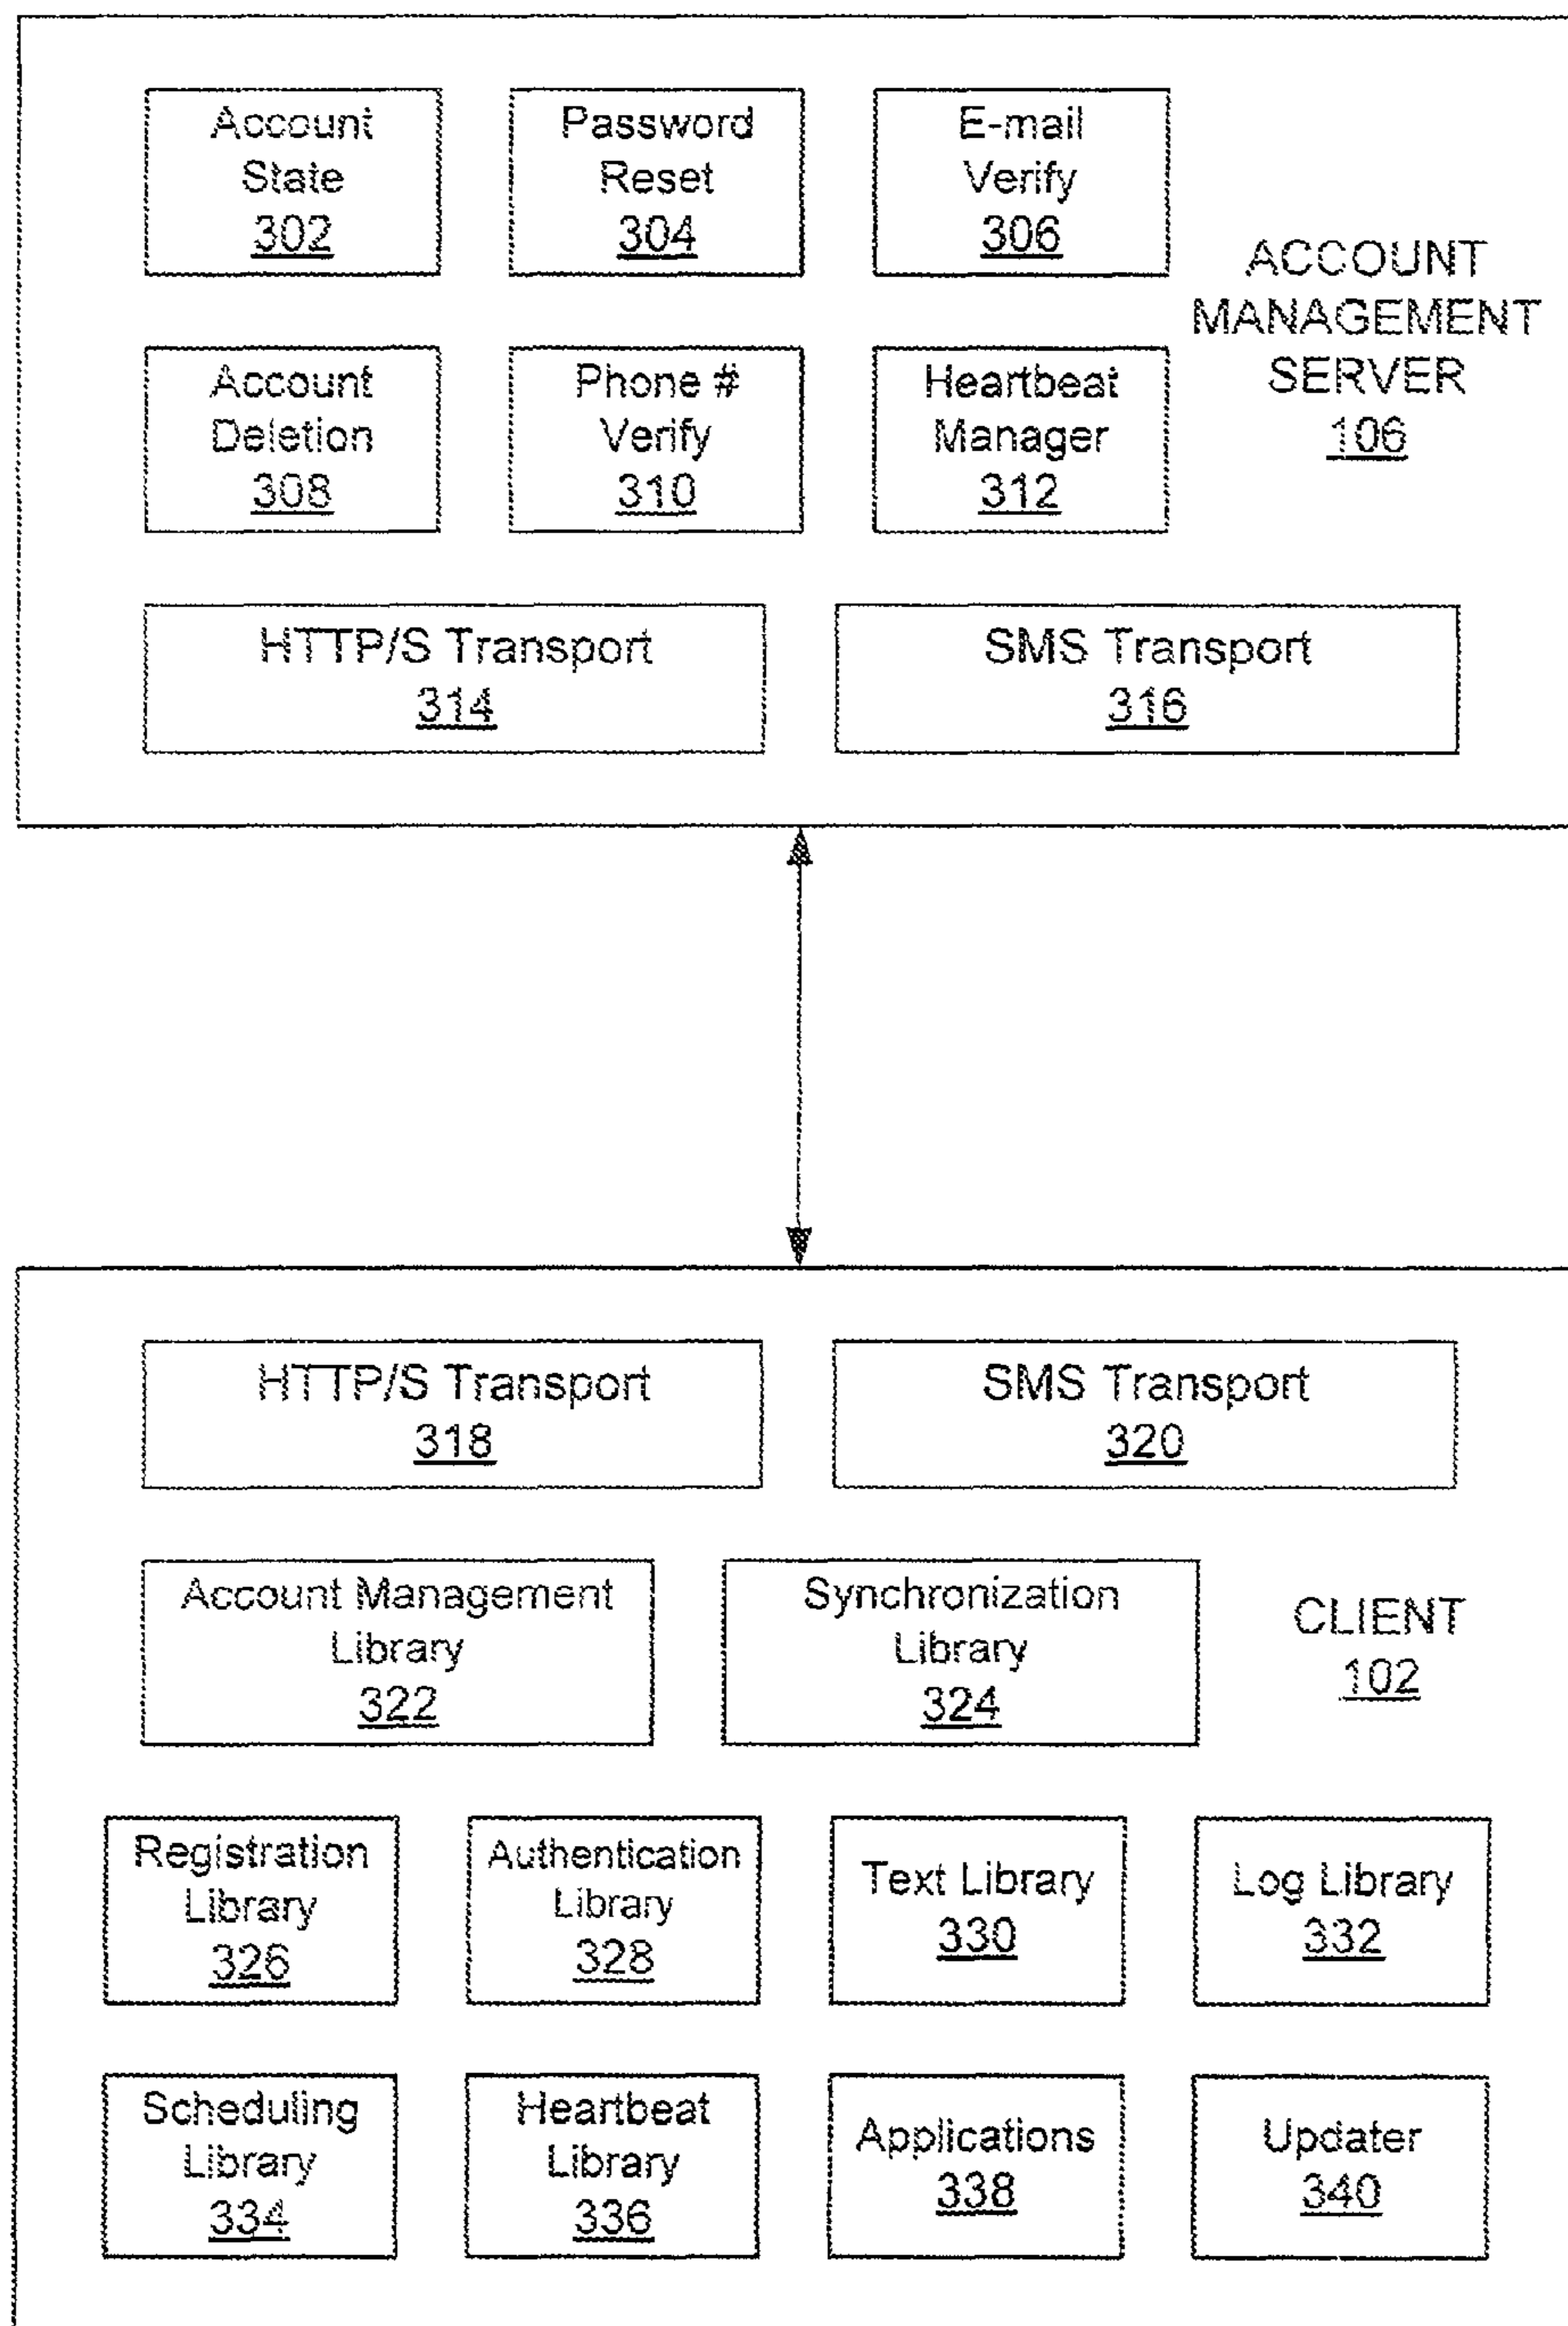 Account
State
302
Password
Reset
304
E-mail
Verify
306
ACCOUNT
MANAGEMENT
SERVER
106
Account
Deletion
308
Phone #
Verify
310
Heartbeat
Manager
312
HTTP/S Transport
314
SMS Transport
316
HTTP/S Transport
318
SMS Transport
320
Account Management
Library
322
Synchronization
Library
324
CLIENT
102
Registration
Library
326
Authentication
Library
328
Text Library
330
Log Library
332
Scheduling
Library
334
Heartbeat
Library
336
Applications
338
Updater
340